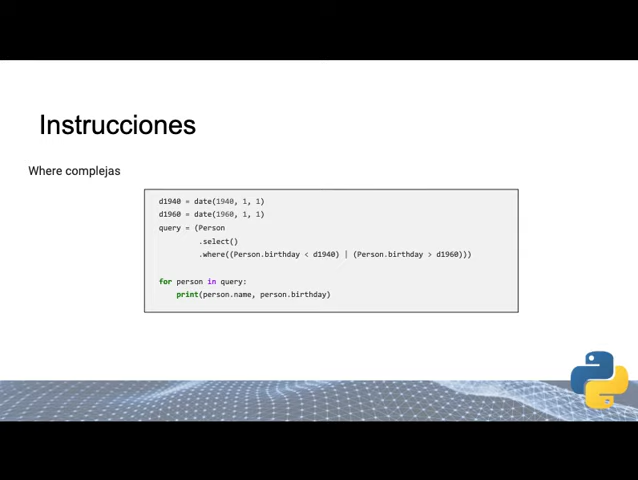 Instrucciones
Where complejas
d1940 = date(1940, 1, 1)
d1960 = date(1960, 1, 1)
query = (Person
.select()
.where((Person.birthday < d1940) | (Person.birthday > d1960)))
for person in query:
print(person.name, person.birthday)